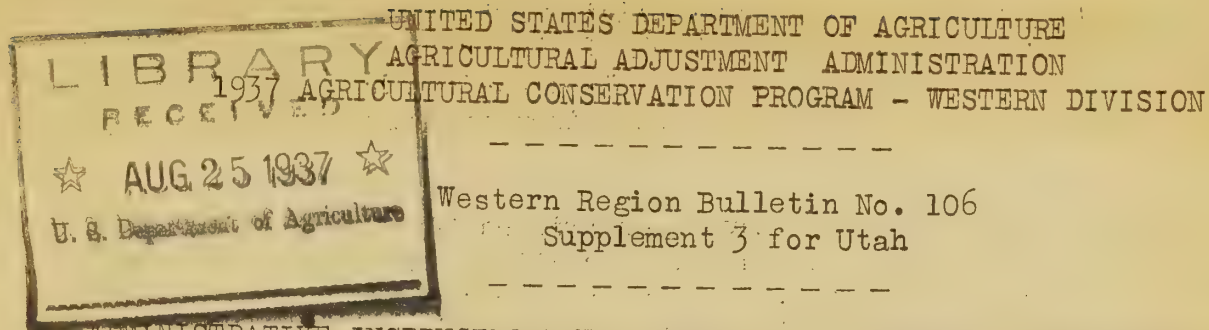 UNITED STATES DEPARTMENT OF AGRICULTURE
AGRICULTURAL ADJUSTMENT ADMINISTRATION
1937 AGRICULTURAL CONSERVATION PROGRAM - WESTERN DIVISION
LIBRARY
RECEIVED
☆ AUG 25 1937 ☆
U. S. Department of Agriculture
Western Region Bulletin No. 106
Supplement 3 for Utah